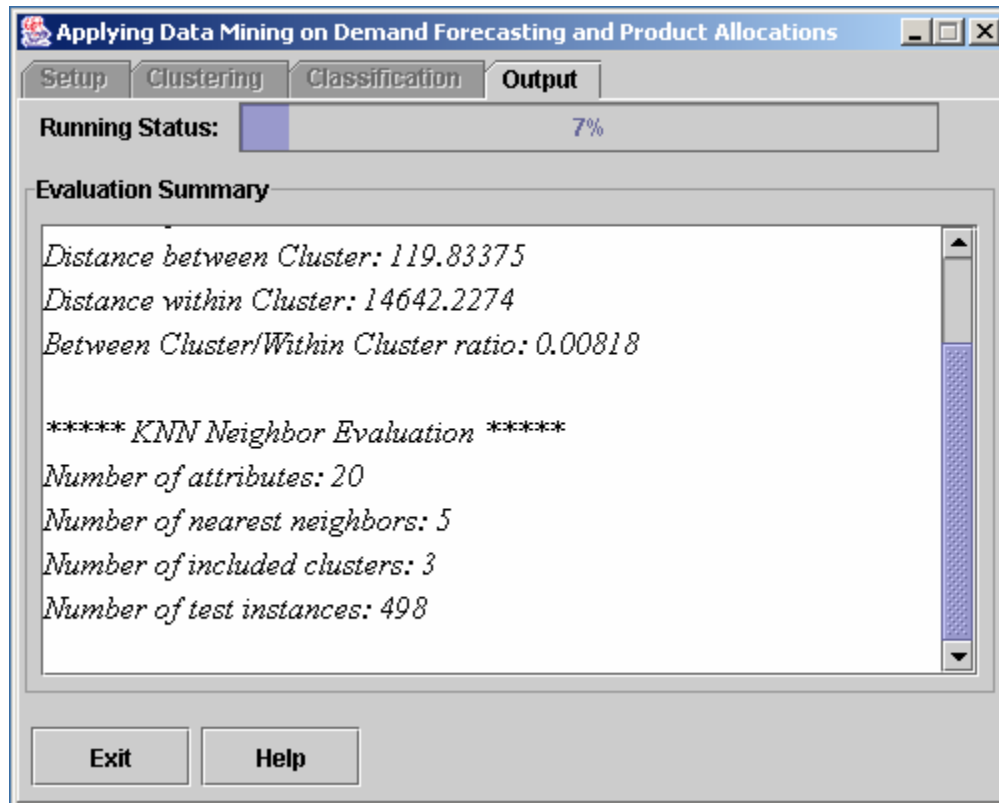 Applying Data Mining on Demand Forecasting and Product Allocations
Setup Clustering Classification Output
Running Status: 7%
Evaluation Summary
Distance between Cluster: 119.83375
Distance within Cluster: 14642.2274
Between Cluster/Within Cluster ratio: 0.00818
***** KNN Neighbor Evaluation *****
Number of attributes: 20
Number of nearest neighbors: 5
Number of included clusters: 3
Number of test instances: 498
Exit Help